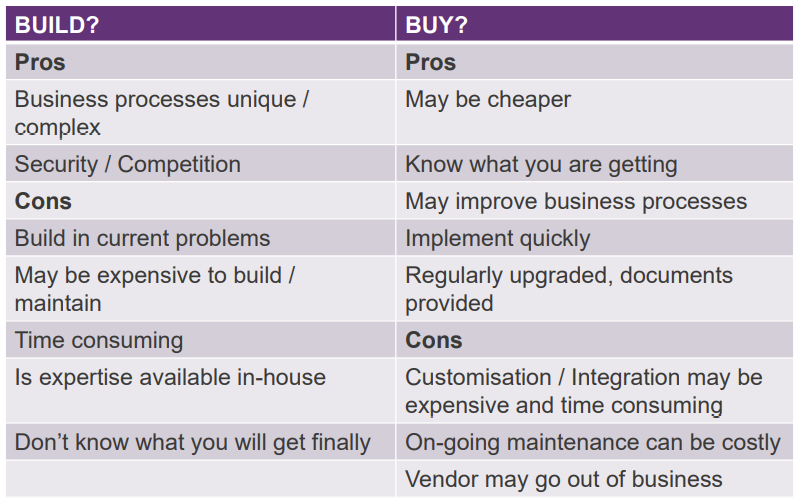 BUILD?
BUY?
Pros
Pros
Business processes unique /
complex
May be cheaper
Security / Competition
Know what you are getting
Cons
May improve business processes
Build in current problems
Implement quickly
May be expensive to build /
maintain
Regularly upgraded, documents
provided
Time consuming
Cons
Is expertise available in-house
Customisation / Integration may be
expensive and time consuming
Don’t know what you will get finally
On-going maintenance can be costly
Vendor may go out of business